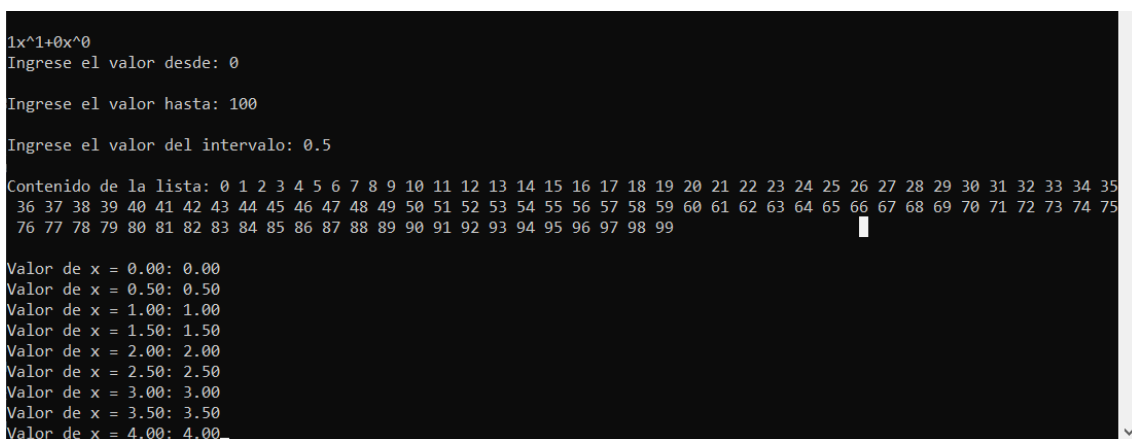 1x^1+0x^0
Ingrese el valor desde: 0
Ingrese el valor hasta: 100
Ingrese el valor del intervalo: 0.5
Contenido de la lista: 0 1 2 3 4 5 6 7 8 9 10 11 12 13 14 15 16 17 18 19 20 21 22 23 24 25 26 27 28 29 30 31 32 33 34 35
36 37 38 39 40 41 42 43 44 45 46 47 48 49 50 51 52 53 54 55 56 57 58 59 60 61 62 63 64 65 66 67 68 69 70 71 72 73 74 75
76 77 78 79 80 81 82 83 84 85 86 87 88 89 90 91 92 93 94 95 96 97 98 99
Valor de x = 0.00: 0.00
Valor de x = 0.50: 0.50
Valor de x = 1.00: 1.00
Valor de x = 1.50: 1.50
Valor de x = 2.00: 2.00
Valor de x = 2.50: 2.50
Valor de x = 3.00: 3.00
Valor de x = 3.50: 3.50
Valor de x = 4.00: 4.00